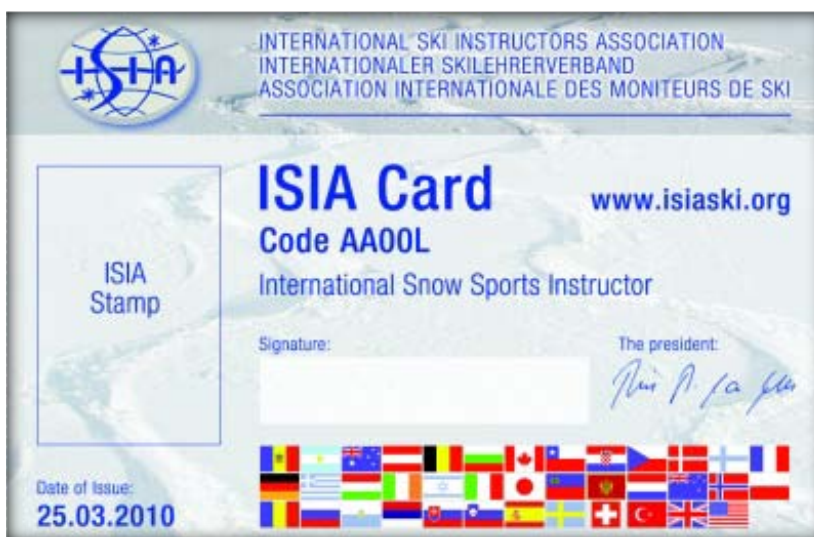 ISIA
INTERNATIONAL SKI INSTRUCTORS ASSOCIATION
INTERNATIONALER SKILEHRERVERBAND
ASSOCIATION INTERNATIONALE DES MONITEURS DE SKI
ISIA Card
www.isiaski.org
Code AA00L
International Snow Sports Instructor
ISIA
Stamp
Signature:
The president:
Date of Issue:
25.03.2010